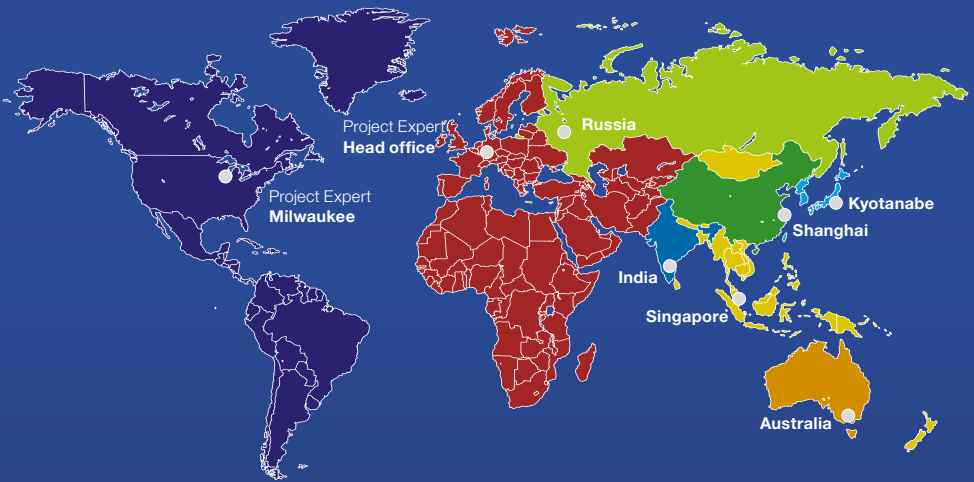 Project Expert
Head office
Russia
Project Expert
Milwaukee
Kyotanabe
Shanghai
India
Singapore
Australia